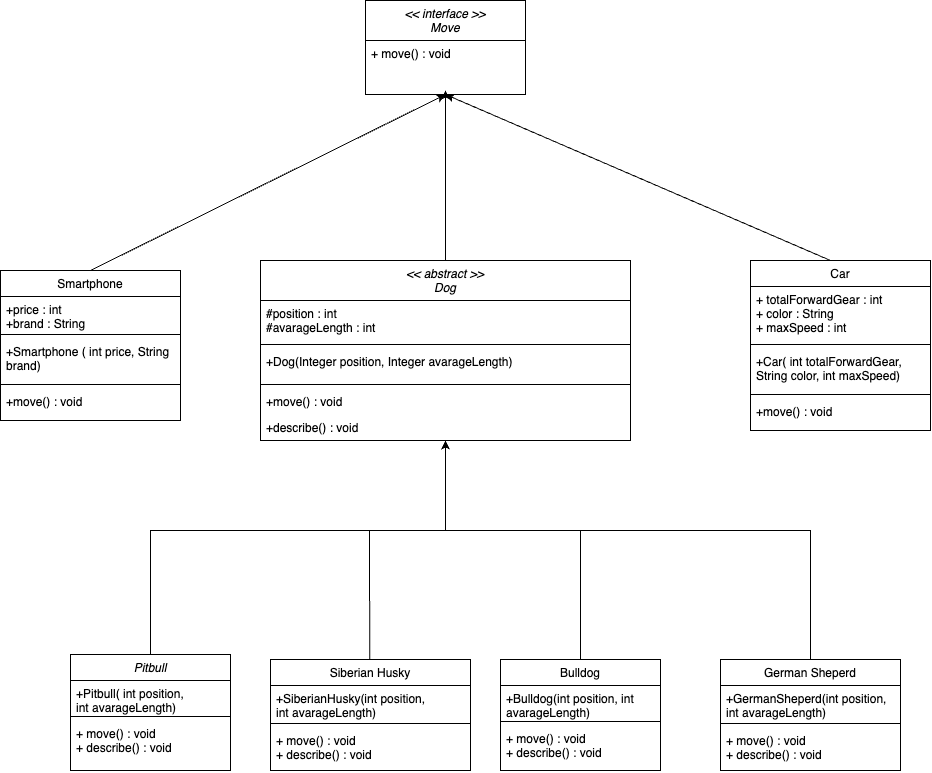 << interface >>
Move
+ move() : void
Smartphone
+price : int
+brand : String
+Smartphone ( int price, String
brand)
+move() : void
<< abstract >>
Dog
#position : int
#avarageLength : int
+Dog(Integer position, Integer avarageLength)
+move() : void
+describe() : void
Car
+ totalForwardGear : int
+ color : String
+ maxSpeed : int
+Car( int totalForwardGear,
String color, int maxSpeed)
+move() : void
Pitbull
+Pitbull( int position,
int avarageLength)
+ move() : void
+ describe() : void
Siberian Husky
+SiberianHusky(int position,
int avarageLength)
+ move() : void
+ describe() : void
Bulldog
+Bulldog(int position, int
avarageLength)
+ move() : void
+ describe() : void
German Sheperd
+GermanSheperd(int position,
int avarageLength)
+ move() : void
+ describe() : void